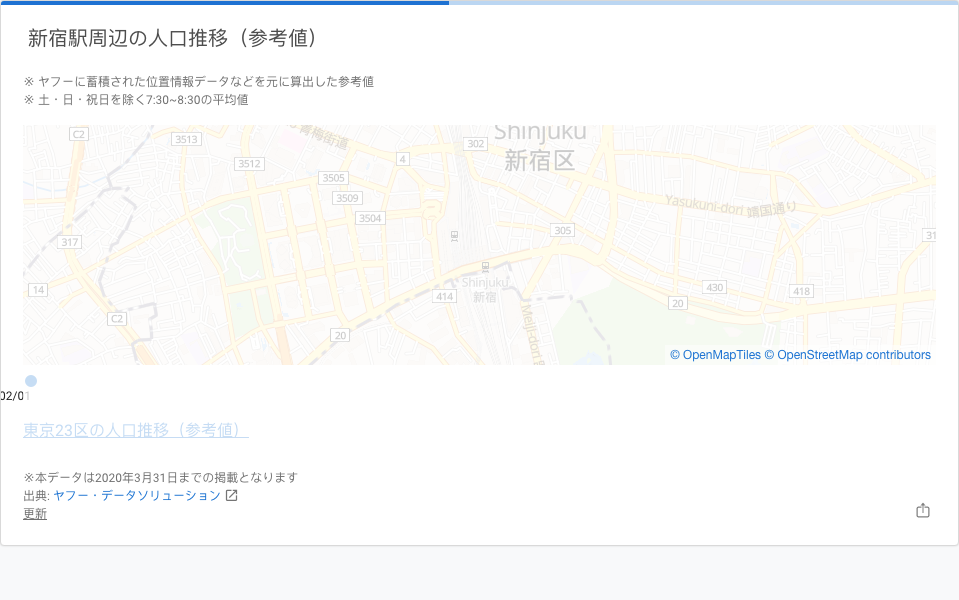 新宿駅周辺の人口推移（参考値）
※ ヤフーに蓄積された位置情報データなどを元に算出した参考値
※ 土・日・祝日を除く7:30~8:30の平均値
C2
3513
青梅街道
302
Shinjuku
新宿区
3512
4
3505
3509
3504
Yasukuni-dori 靖国通り
317
305
31
14
Shinjuku
新宿
414
430
418
20
C2
20
Meiji-dori
© OpenMapTiles © OpenStreetMap contributors
02/01
東京23区の人口推移（参考値）
※本データは2020年3月31日までの掲載となります
出典: ヤフー・データソリューション
更新